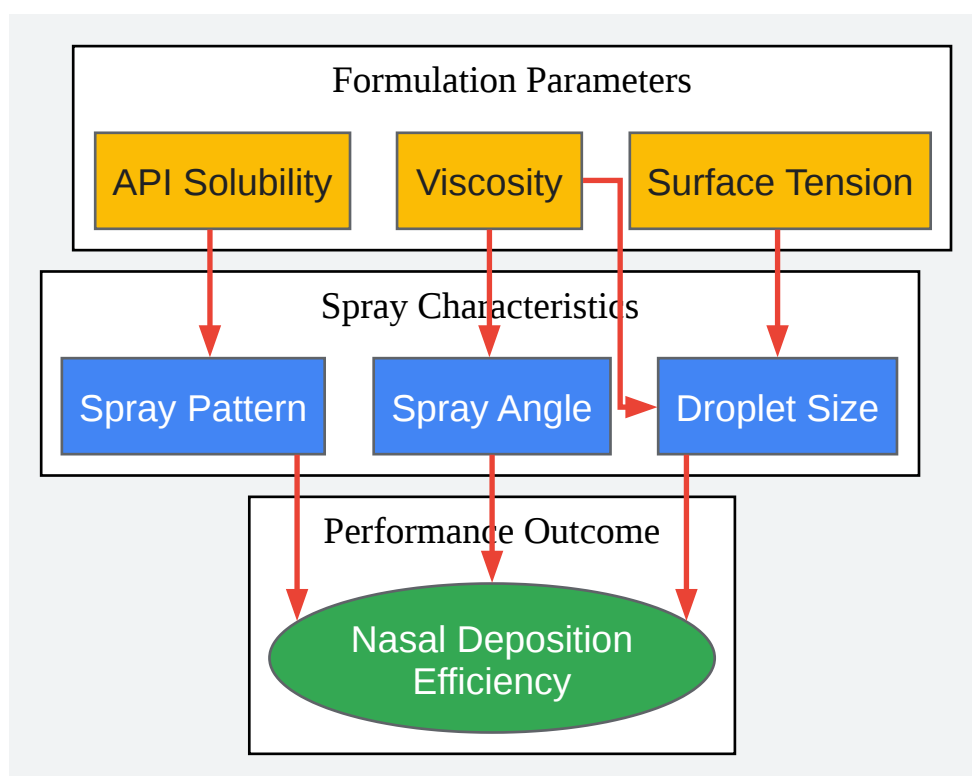 Formulation Parameters
API Solubility
Viscosity
Surface Tension
Spray Characteristics
Spray Pattern
Spray Angle
Droplet Size
Performance Outcome
Nasal Deposition
Efficiency